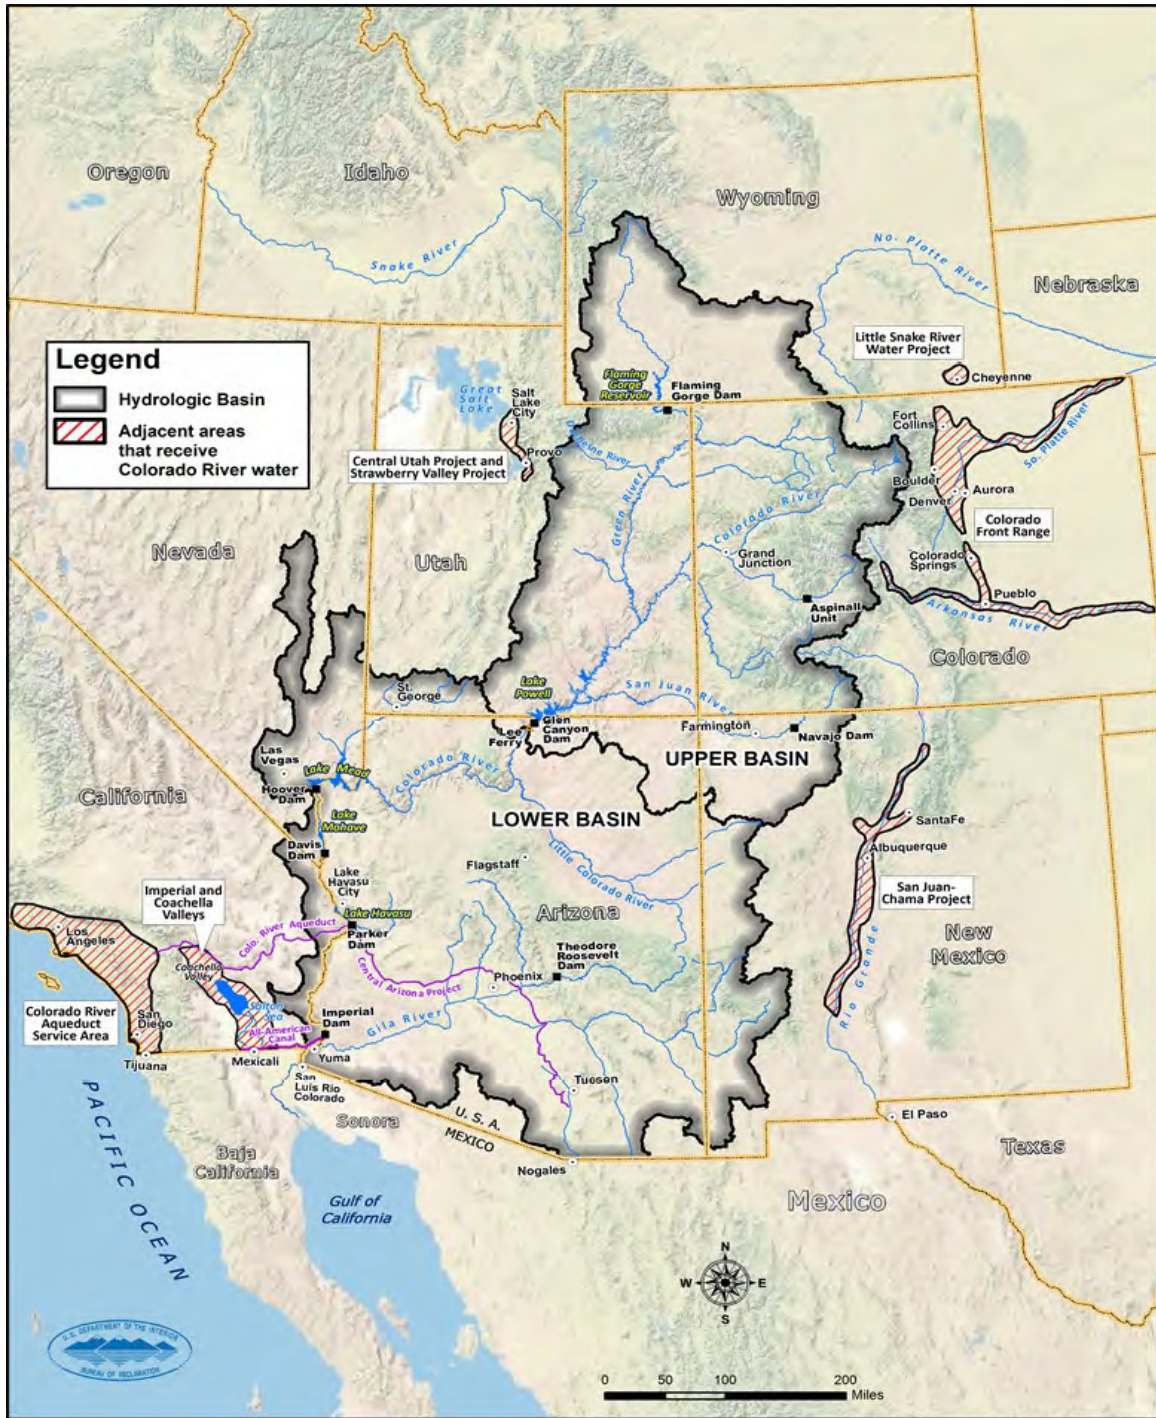 Oregon
Idaho
Wyoming
Snake River
No. Platte River
Nebraska
Legend
Hydrologic Basin
Adjacent areas
that receive
Colorado River water
Little Snake River
Water Project
Cheyenne
Flaming
Gorge
Reservoir
Flaming
Gorge Dam
Great
Salt
Lake
Salt
Lake
City
Provo
Central Utah Project and
Strawberry Valley Project
Duchesne River
Green River
Colorado River
Fort
Collins
So. Platte River
Boulder
Denver
Aurora
Colorado
Front Range
Nevada
Utah
Grand
Junction
Colorado
Springs
Aspinall
Unit
Pueblo
Arkansas River
Colorado
St.
George
Lake
Powell
San Juan River
Lee
Ferry
Glen
Canyon
Dam
Farmington
Navajo Dam
UPPER BASIN
Las
Vegas
Lake Mead
Colorado River
Hoover
Dam
California
LOWER BASIN
Lake
Mohave
Davis
Dam
Flagstaff
Little Colorado River
SantaFe
Albuquerque
Lake
Havasu
City
Imperial and
Coachella
Valleys
Lake Havasu
Arizona
San Juan-
Chama Project
Los
Angeles
Colo. River Aqueduct
Parker
Dam
New
Mexico
Coachella
Valley
Central Arizona Project
Phoenix
Theodore
Roosevelt
Dam
Rio Grande
Colorado River
Aqueduct
Service Area
San
Diego
Salton
Sea
Imperial
Dam
All-American
Canal
Gila River
Tijuana
Mexicali
Yuma
San
Luis Rio
Colorado
Tucson
Sonora
U. S. A.
MEXICO
El Paso
Texas
Baja
California
Nogales
PACIFIC OCEAN
Gulf of
California
Mexico
N
W
E
S
U.S. DEPARTMENT OF THE INTERIOR
BUREAU OF RECLAMATION
0 50 100 200
Miles